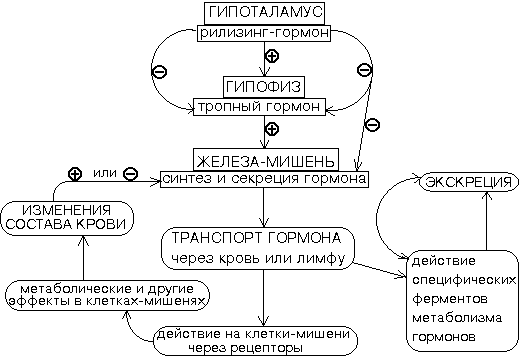 ГИПОТАЛАМУС
рилизинг-гормон
+
−
−
ГИПОФИЗ
тропный гормон
+
−
ЖЕЛЕЗА-МИШЕНЬ
синтез и секреция гормона
+ или −
ЭКСКРЕЦИЯ
ИЗМЕНЕНИЯ
СОСТАВА КРОВИ
ТРАНСПОРТ ГОРМОНА
через кровь или лимфу
действие
специфических
ферментов
метаболизма
гормонов
метаболические и другие
эффекты в клетках-мишенях
действие на клетки-мишени
через рецепторы